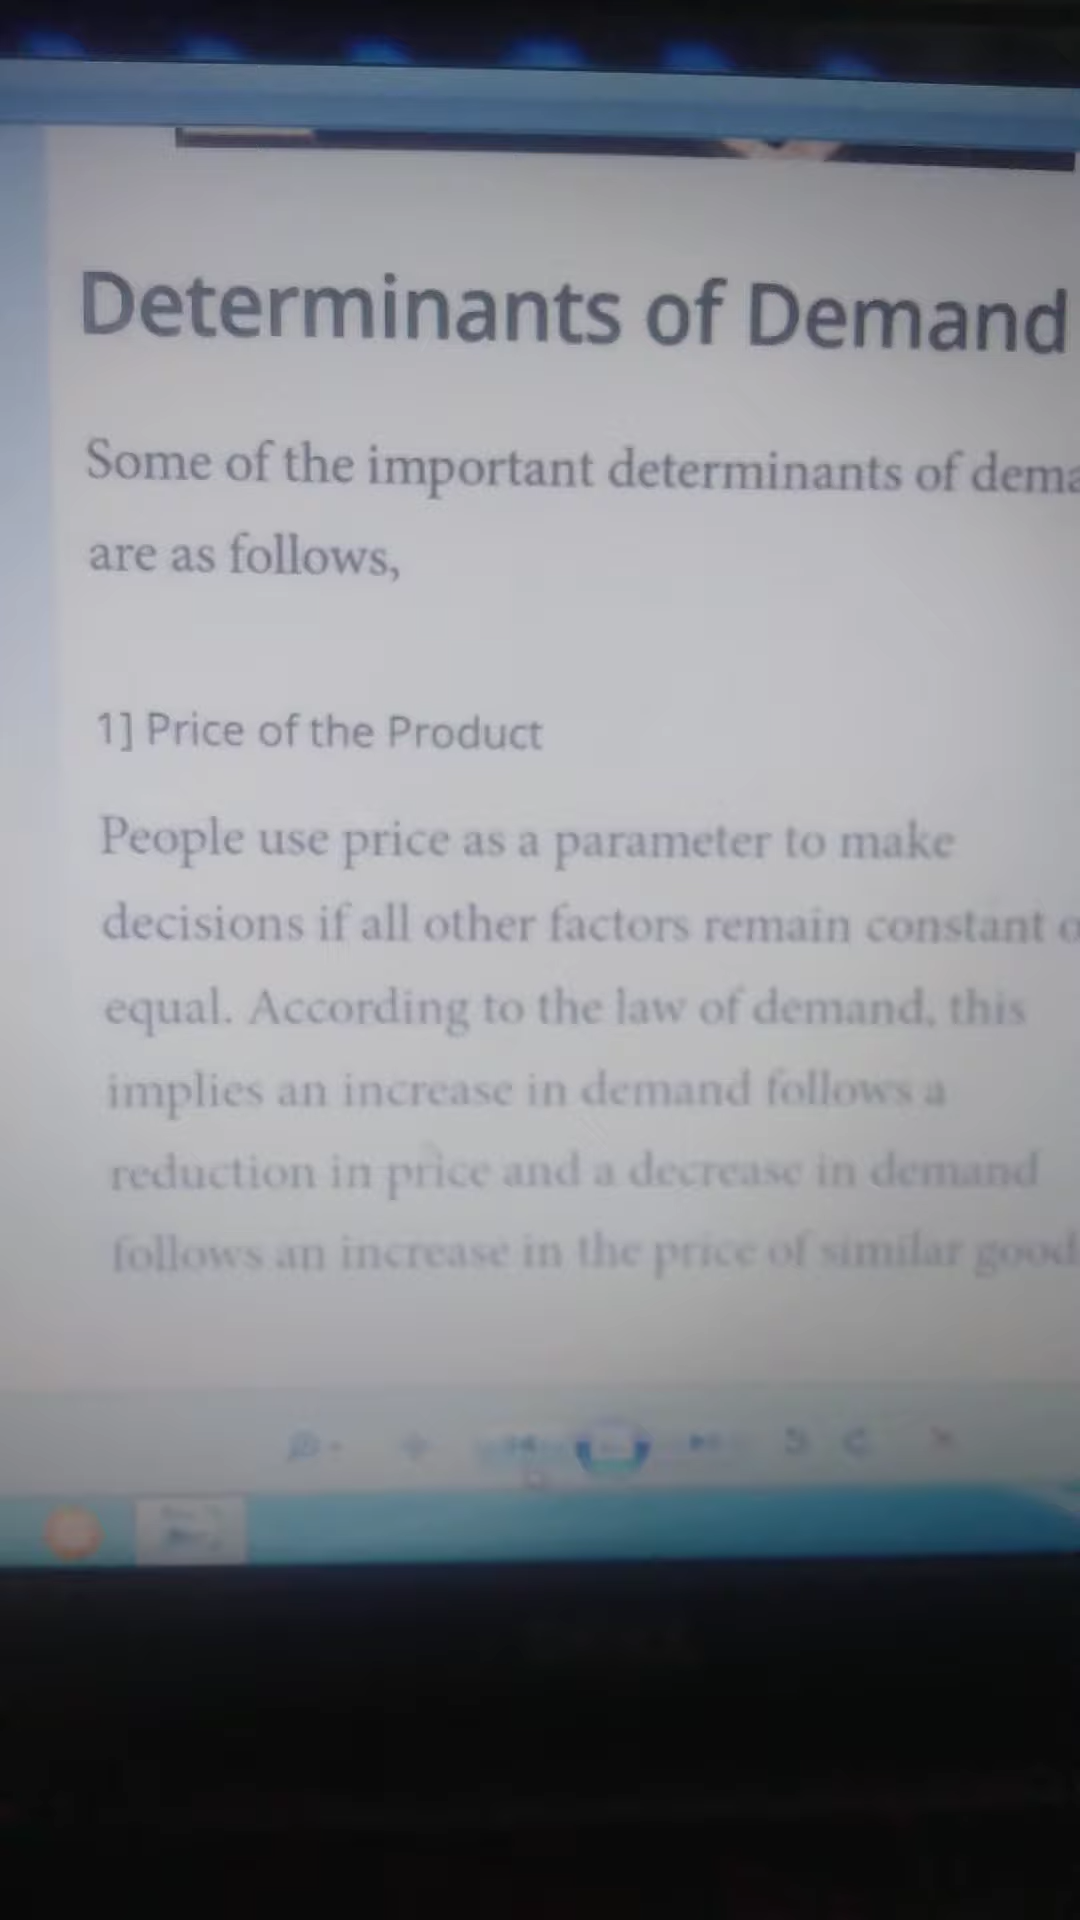 Determinants of Demand
Some of the important determinants of dema
are as follows,
1] Price of the Product
People use price as a parameter to make
decisions if all other factors remain constant o
equal. According to the law of demand, this
implies an increase in demand follows a
reduction in price and a decrease in demand
follows an increase in the price of similar good